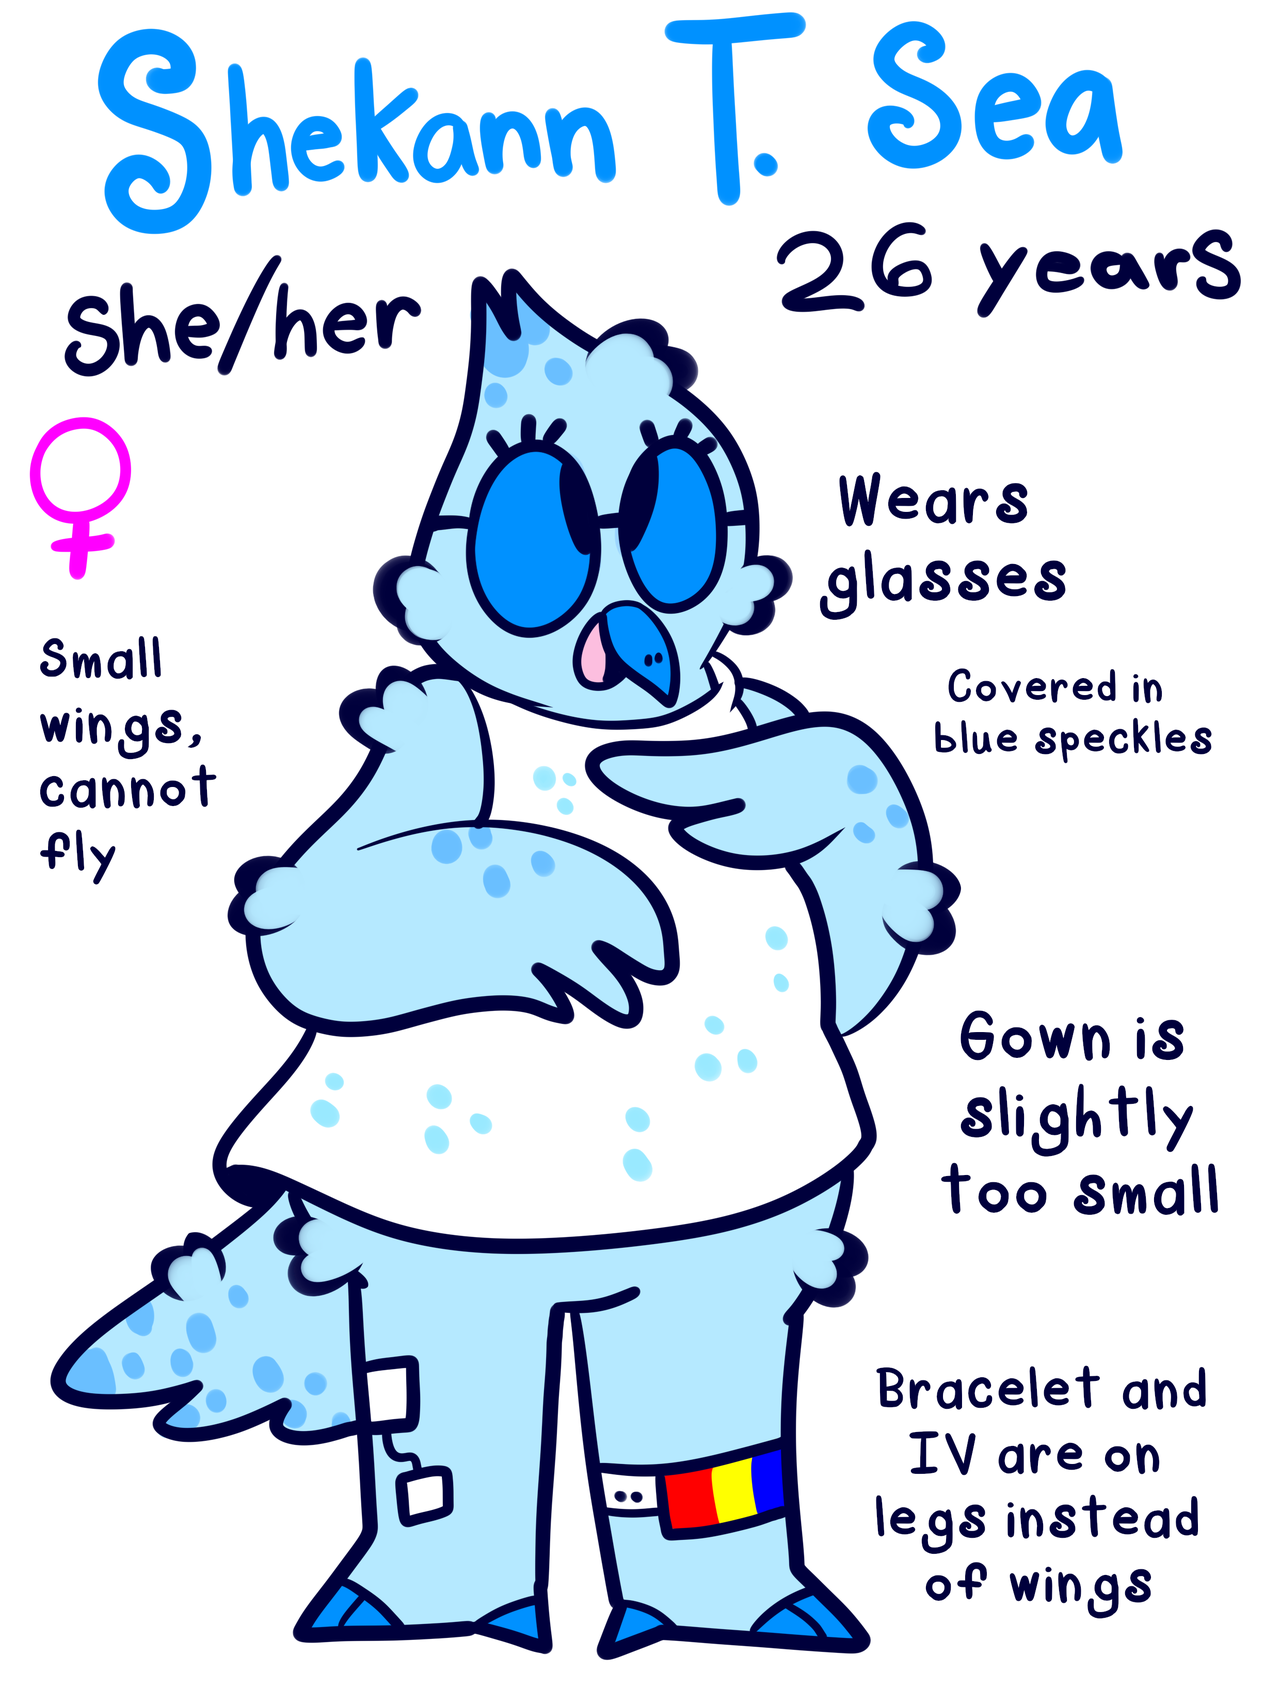 Shekann T. Sea
she/her
26 years
Wears
glasses
Small
wings,
cannot
fly
Covered in
blue speckles
Gown is
slightly
too small
Bracelet and
IV are on
legs instead
of wings